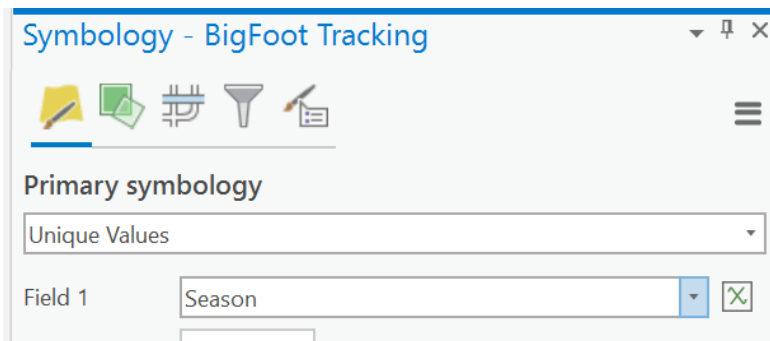 Symbology - BigFoot Tracking
Primary symbology
Unique Values
Field 1 Season